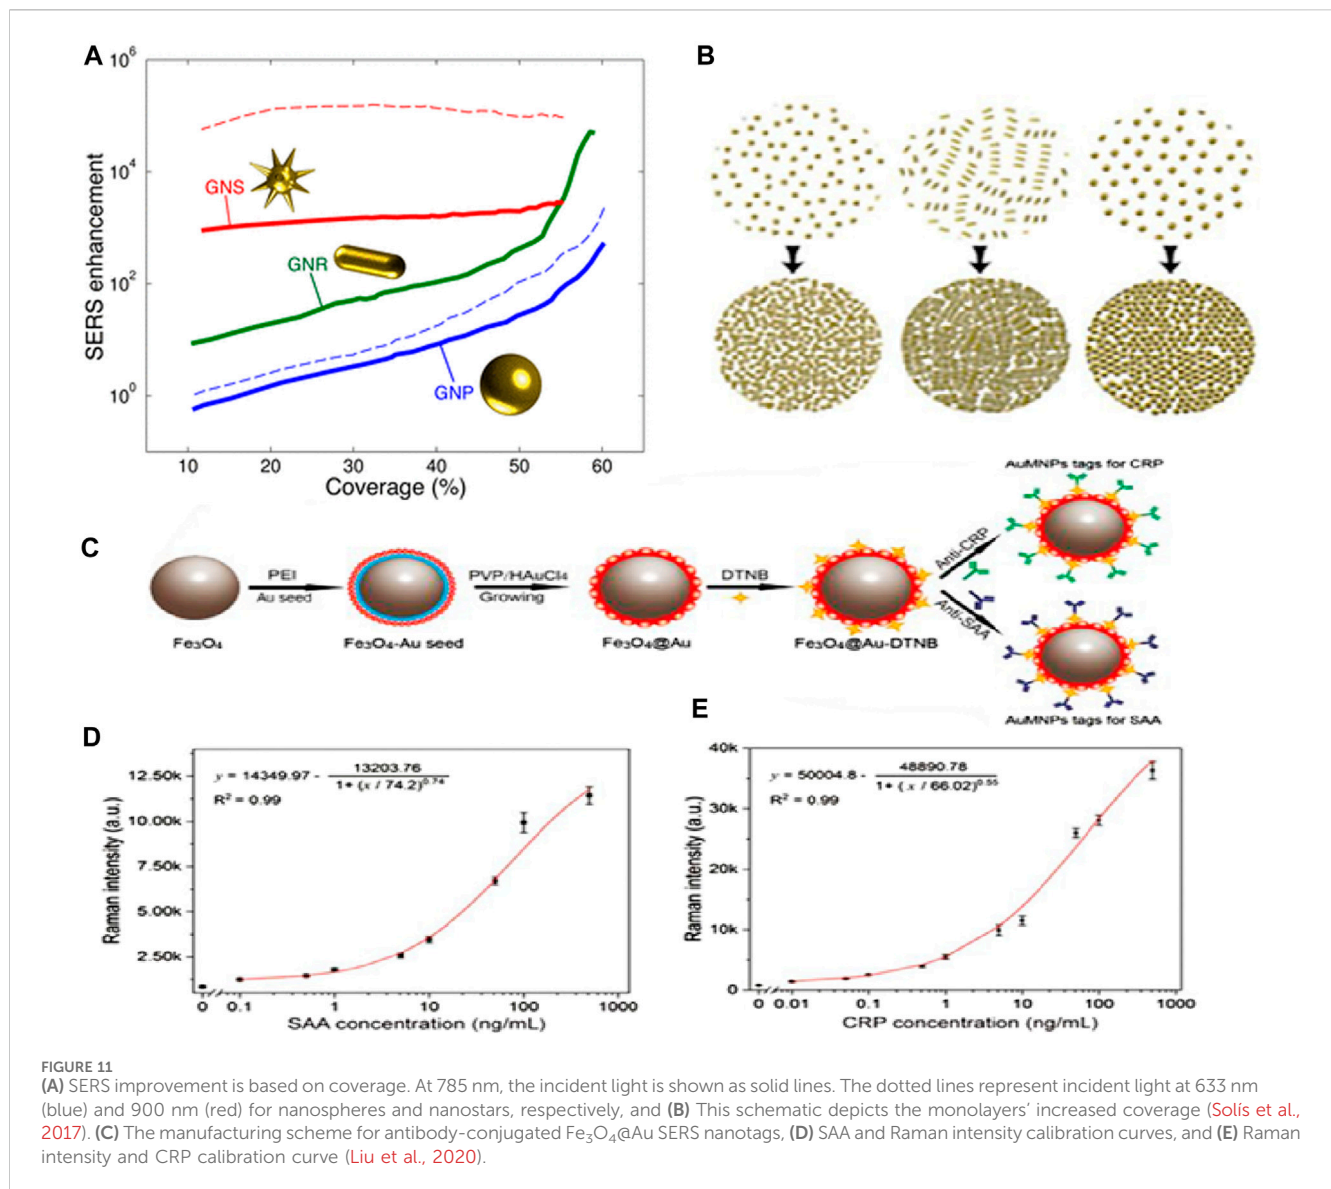 A
10^6
10^4
10^2
10^0
SERS enhancement
GNS
GNR
GNP
10 20 30 40 50 60
Coverage (%)
B
C
PEI
Au seed
PVP/HAuCl4
Growing
DTNB
Anti-CRP
Anti-SAA
Fe3O4
Fe3O4-Au seed
Fe3O4@Au
Fe3O4@Au-DTNB
AuMNPs tags for CRP
AuMNPs tags for SAA
D
y = 14349.97 - 13203.76 / 1+ (x / 74.2)^0.74
R² = 0.99
12.50k
10.00k
7.50k
5.00k
2.50k
Raman intensity (a.u.)
0 0.1 1 10 100 1000
SAA concentration (ng/mL)
E
y = 50004.8 - 48890.78 / 1+ (x / 66.02)^0.55
R² = 0.99
40k
30k
20k
10k
0
Raman intensity (a.u.)
0 0.01 0.1 1 10 100 1000
CRP concentration (ng/mL)
FIGURE 11
(A) SERS improvement is based on coverage. At 785 nm, the incident light is shown as solid lines. The dotted lines represent incident light at 633 nm
(blue) and 900 nm (red) for nanospheres and nanostars, respectively, and (B) This schematic depicts the monolayers' increased coverage (Solís et al.,
2017). (C) The manufacturing scheme for antibody-conjugated Fe3O4@Au SERS nanotags, (D) SAA and Raman intensity calibration curves, and (E) Raman
intensity and CRP calibration curve (Liu et al., 2020).